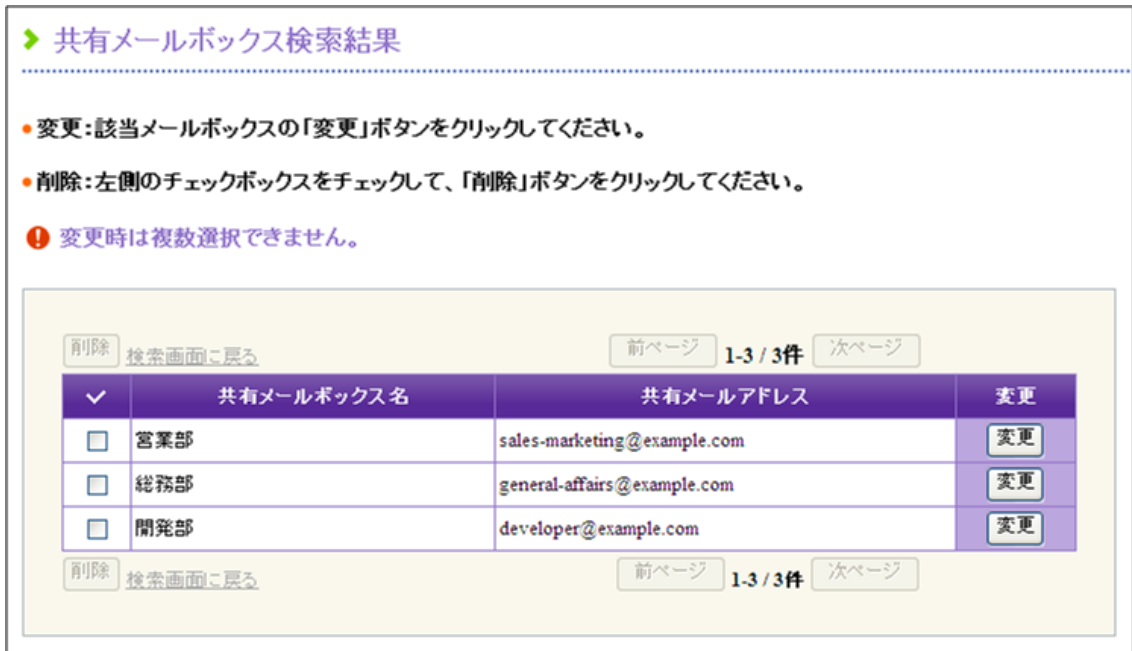 共有メールボックス検索結果
•変更:該当メールボックスの「変更」ボタンをクリックしてください。
•削除:左側のチェックボックスをチェックして、「削除」ボタンをクリックしてください。
変更時は複数選択できません。
削除 検索画面に戻る 前ページ 1-3 / 3件 次ページ
共有メールボックス名 共有メールアドレス 変更
営業部 sales-marketing@example.com 変更
総務部 general-affairs@example.com 変更
開発部 developer@example.com 変更
削除 検索画面に戻る 前ページ 1-3 / 3件 次ページ